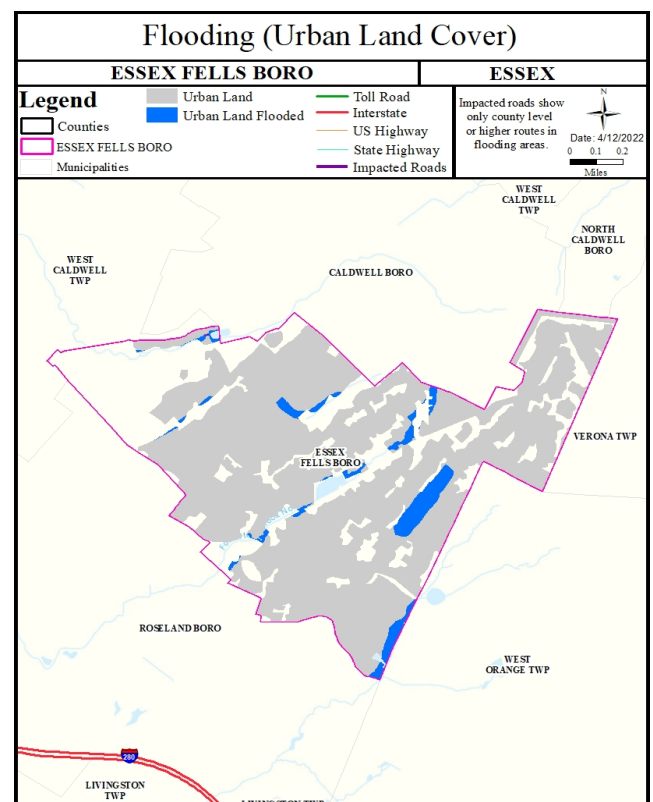 Flooding (Urban Land Cover)
ESSEX FELLS BORO
ESSEX
Legend
Counties
ESSEX FELLS BORO
Municipalities
Urban Land
Urban Land Flooded
Toll Road
Interstate
US Highway
State Highway
Impacted Roads
Impacted roads show
only county level
or higher routes in
flooding areas.
N
Date: 4/12/2022
0 0.1 0.2
Miles
WEST
CALDWELL
TWP
NORTH
CALDWELL
BORO
WEST
CALDWELL
TWP
CALDWELL BORO
VERONA TWP
ESSEX
FELLS BORO
ROSELAND BORO
WEST
ORANGE TWP
280
LIVINGSTON
TWP
LIVINGSTON TWP